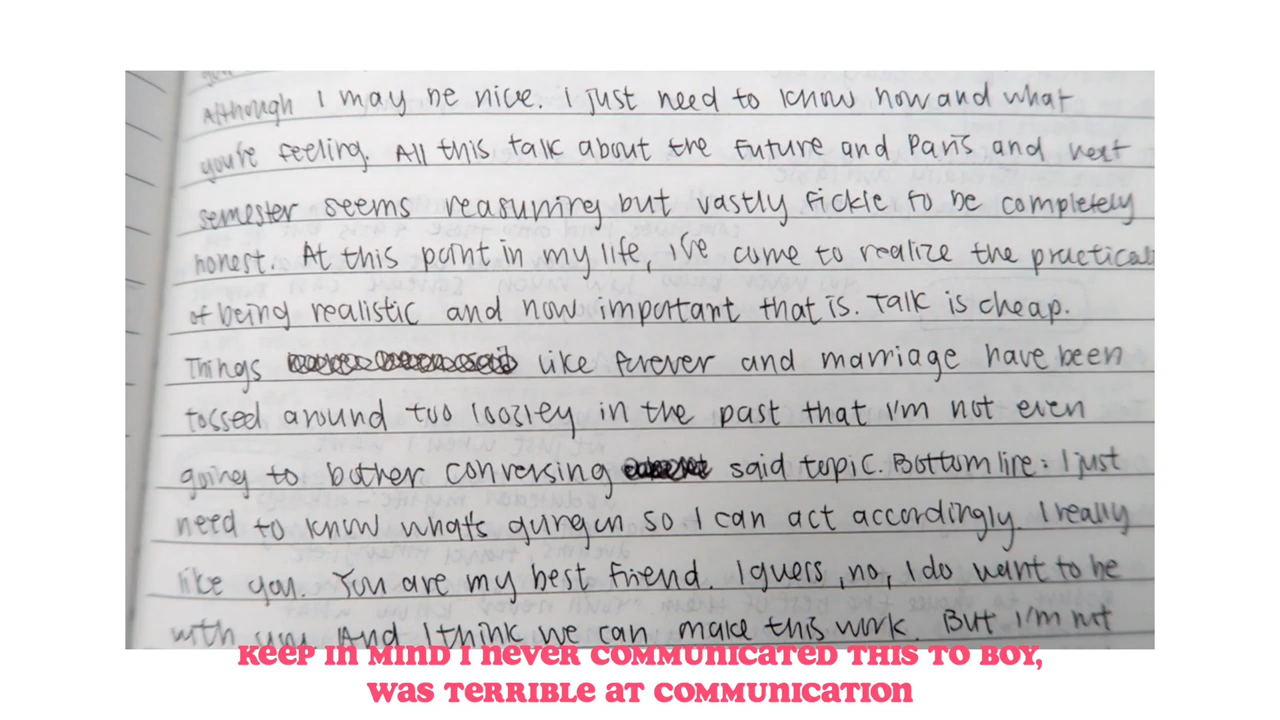 Although I may be nice. I just need to know how and what
you're feeling. All this talk about the future and Paris and next
semester seems reassuring but vastly fickle to be completely
honest. At this point in my life, I've come to realize the practical
of being realistic and how important that is. Talk is cheap.
Things like forever and marriage have been
tossed around too loosley in the past that I'm not even
going to bother conversing said topic. Bottom line: I just
need to know what's going on so I can act accordingly. I really
like you. You are my best friend. I guess, no, I do want to be
with you. And I think we can make this work. But I'm not
KEEP IN MIND I NEVER COMMUNICATED THIS TO BOY,
WAS TERRIBLE AT COMMUNICATION